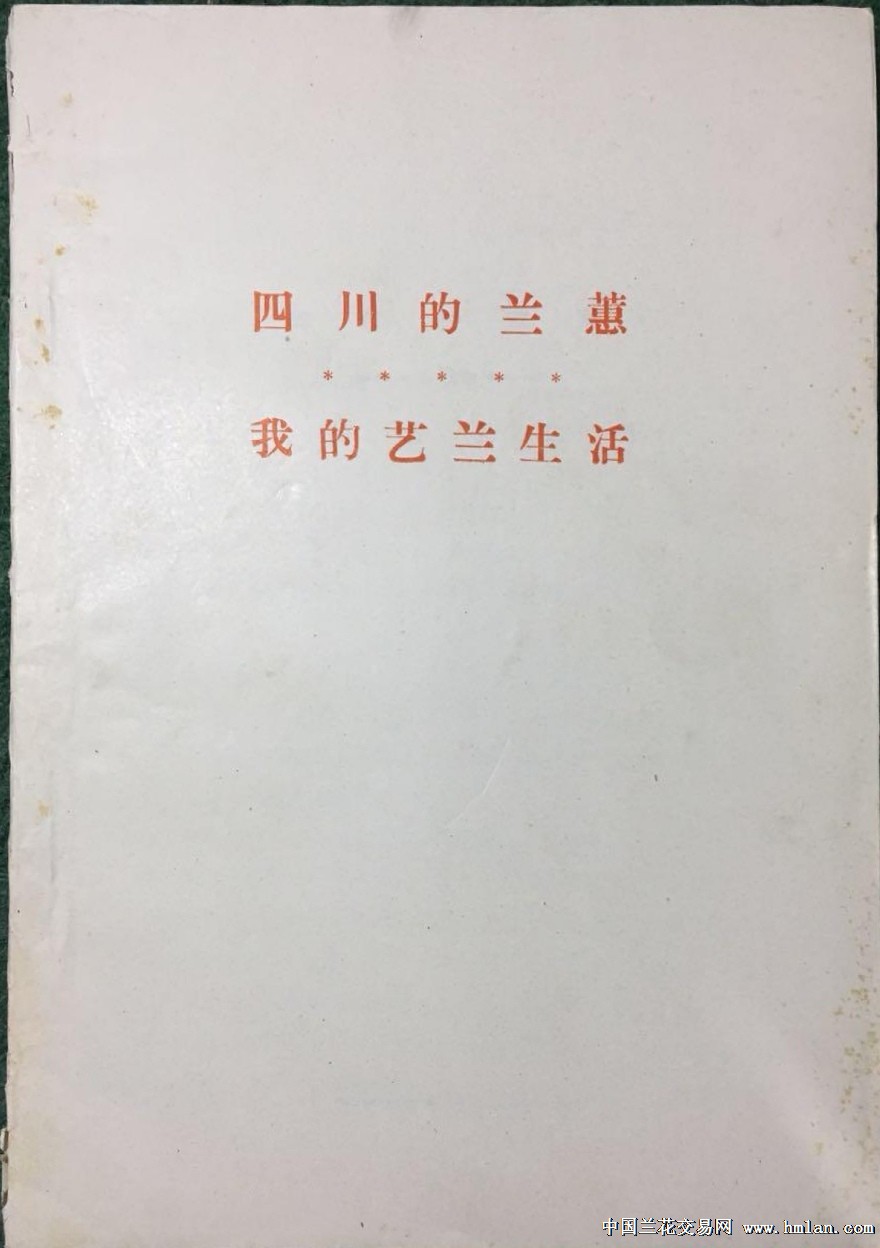 四川的兰蕙
* * * * *
我的艺兰生活
中国兰花交易网 www.hmlan.com